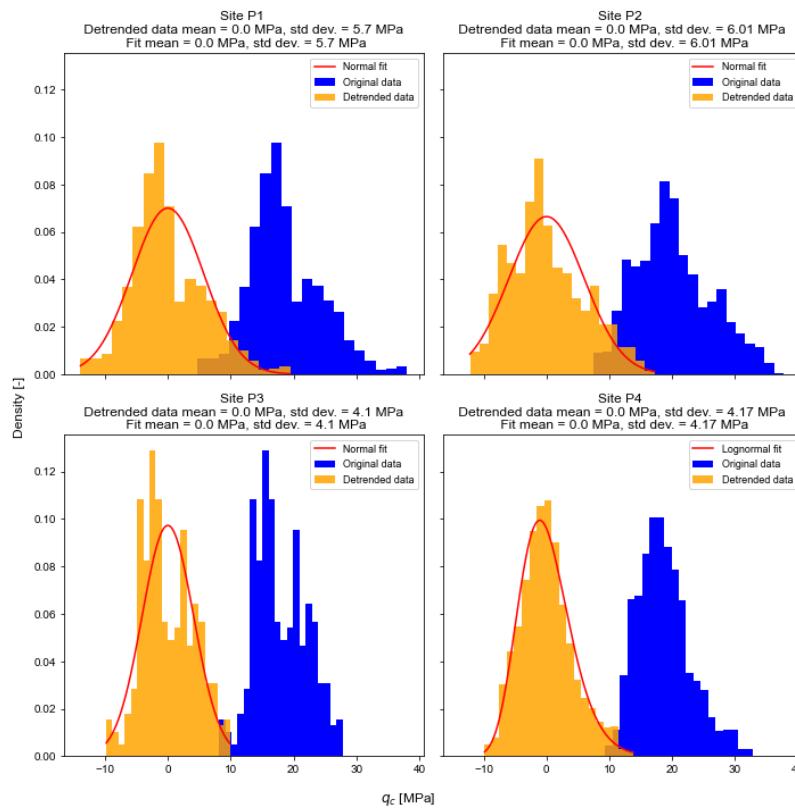 Site P1
Detrended data mean = 0.0 MPa, std dev. = 5.7 MPa
Fit mean = 0.0 MPa, std dev. = 5.7 MPa
Normal fit
Original data
Detrended data
0.12
0.10
0.08
0.06
0.04
0.02
0.00
Site P2
Detrended data mean = 0.0 MPa, std dev. = 6.01 MPa
Fit mean = 0.0 MPa, std dev. = 6.01 MPa
Normal fit
Original data
Detrended data
Density [-]
Site P3
Detrended data mean = 0.0 MPa, std dev. = 4.1 MPa
Fit mean = 0.0 MPa, std dev. = 4.1 MPa
Normal fit
Original data
Detrended data
0.12
0.10
0.08
0.06
0.04
0.02
0.00
−10 0 10 20 30 40
Site P4
Detrended data mean = 0.0 MPa, std dev. = 4.17 MPa
Fit mean = 0.0 MPa, std dev. = 4.17 MPa
Lognormal fit
Original data
Detrended data
−10 0 10 20 30 40
q_c [MPa]